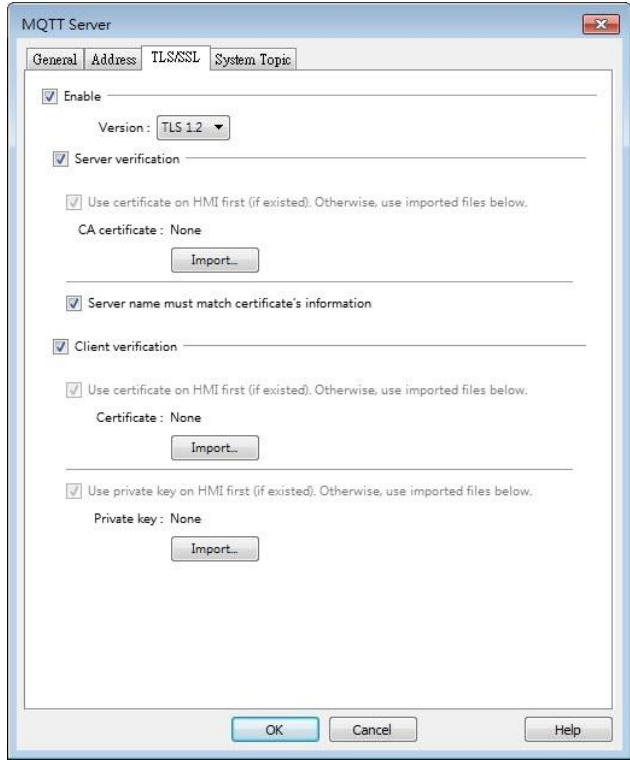 MQTT Server
General Address TLS/SSL System Topic
Enable
Version : TLS 1.2
Server verification
Use certificate on HMI first (if existed). Otherwise, use imported files below.
CA certificate : None
Import...
Server name must match certificate's information
Client verification
Use certificate on HMI first (if existed). Otherwise, use imported files below.
Certificate : None
Import...
Use private key on HMI first (if existed). Otherwise, use imported files below.
Private key : None
Import...
OK Cancel Help